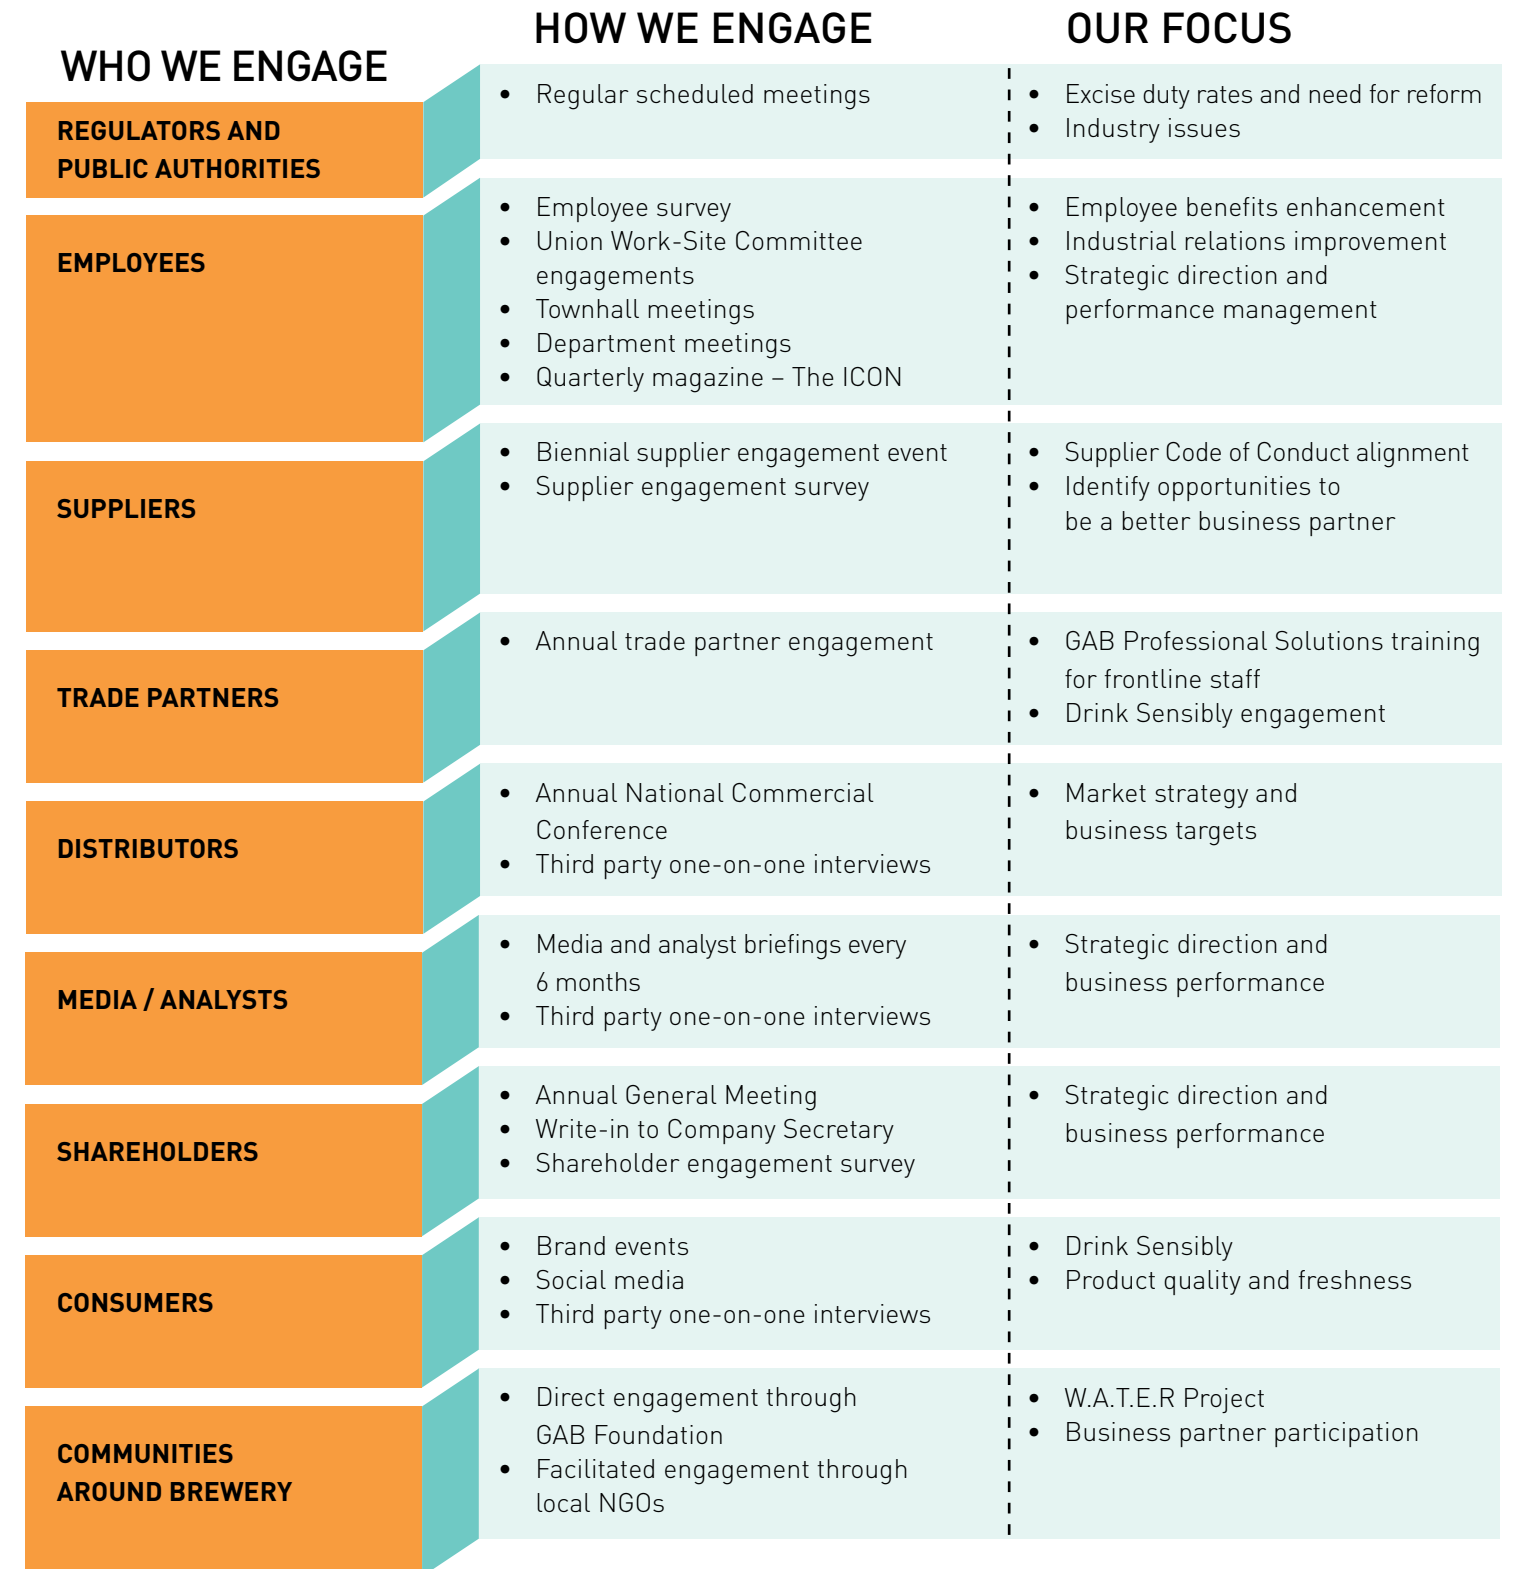 WHO WE ENGAGE
HOW WE ENGAGE
OUR FOCUS
REGULATORS AND
PUBLIC AUTHORITIES
• Regular scheduled meetings
• Excise duty rates and need for reform
• Industry issues
EMPLOYEES
• Employee survey
• Union Work-Site Committee
engagements
• Townhall meetings
• Department meetings
• Quarterly magazine – The ICON
• Employee benefits enhancement
• Industrial relations improvement
• Strategic direction and
performance management
SUPPLIERS
• Biennial supplier engagement event
• Supplier engagement survey
• Supplier Code of Conduct alignment
• Identify opportunities to
be a better business partner
TRADE PARTNERS
• Annual trade partner engagement
• GAB Professional Solutions training
for frontline staff
• Drink Sensibly engagement
DISTRIBUTORS
• Annual National Commercial
Conference
• Third party one-on-one interviews
• Market strategy and
business targets
MEDIA / ANALYSTS
• Media and analyst briefings every
6 months
• Third party one-on-one interviews
• Strategic direction and
business performance
SHAREHOLDERS
• Annual General Meeting
• Write-in to Company Secretary
• Shareholder engagement survey
• Strategic direction and
business performance
CONSUMERS
• Brand events
• Social media
• Third party one-on-one interviews
• Drink Sensibly
• Product quality and freshness
COMMUNITIES
AROUND BREWERY
• Direct engagement through
GAB Foundation
• Facilitated engagement through
local NGOs
• W.A.T.E.R Project
• Business partner participation